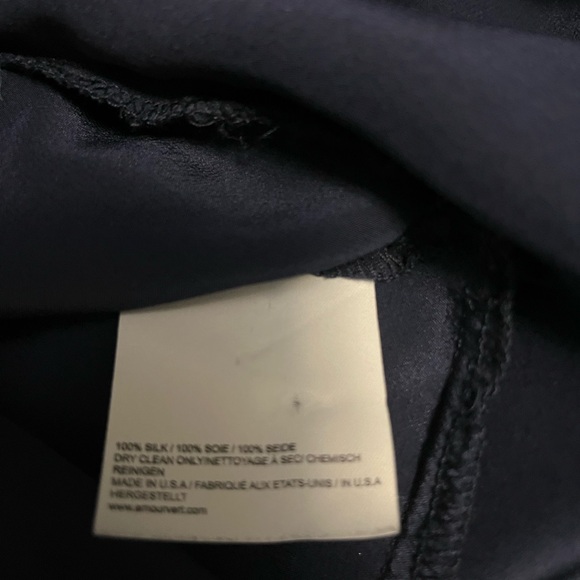 100% SILK / 100% SOIE / 100% SEIDE
DRY CLEAN ONLY/NETTOYAGE À SEC/ CHEMISCH
REINIGEN
MADE IN U.S.A / FABRIQUÉ AUX ETATS-UNIS / IN U.S.A
HERGESTELLT
www.amourvert.com